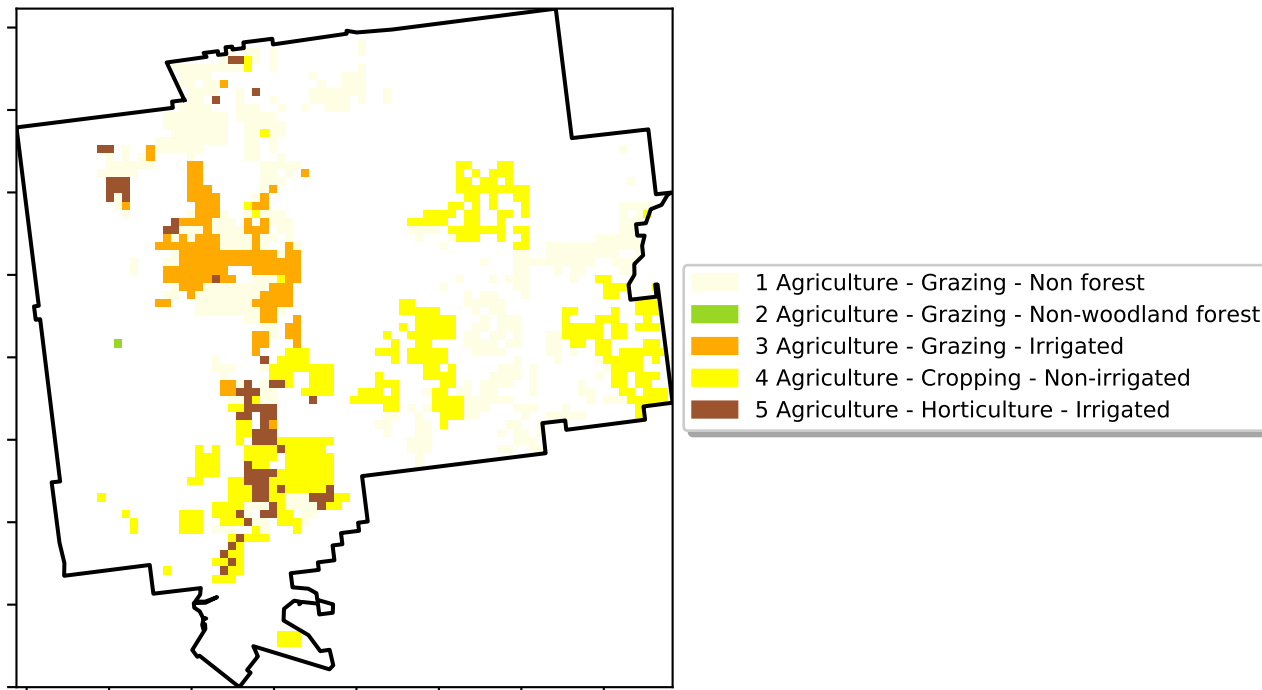 1 Agriculture - Grazing - Non forest
2 Agriculture - Grazing - Non-woodland forest
3 Agriculture - Grazing - Irrigated
4 Agriculture - Cropping - Non-irrigated
5 Agriculture - Horticulture - Irrigated